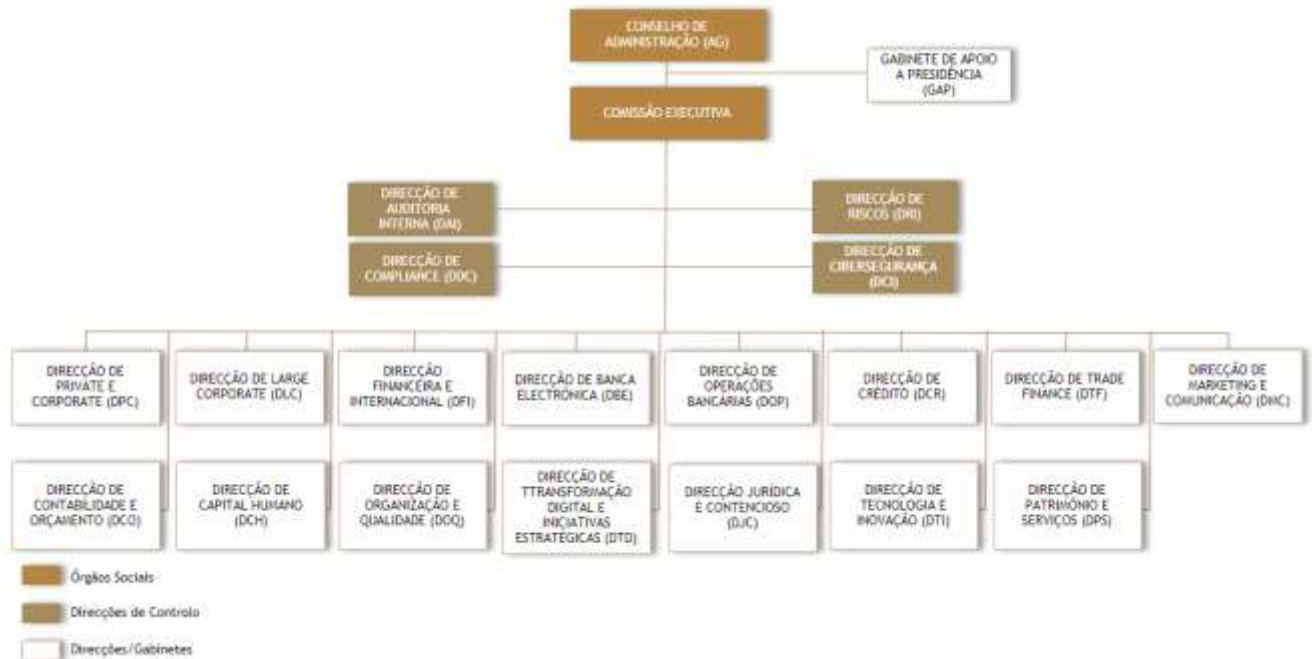 CONSELHO DE
ADMINISTRAÇÃO (AG)
GABINETE DE APOIO
A PRESIDÊNCIA
(GAP)
COMISSÃO EXECUTIVA
DIRECÇÃO DE
AUDITORIA
INTERNA (DAI)
DIRECÇÃO DE
RISCOS (DRI)
DIRECÇÃO DE
COMPLIANCE (DDC)
DIRECÇÃO DE
CIBERSEGURANÇA
(DCI)
DIRECÇÃO DE
PRIVATE E
CORPORATE (DPC)
DIRECÇÃO DE LARGE
CORPORATE (DLC)
DIRECÇÃO
FINANCEIRA E
INTERNACIONAL (DFI)
DIRECÇÃO DE BANCA
ELECTRÓNICA (DBE)
DIRECÇÃO DE
OPERAÇÕES
BANCÁRIAS (DOP)
DIRECÇÃO DE
CRÉDITO (DCR)
DIRECÇÃO DE TRADE
FINANCE (DTF)
DIRECÇÃO DE
MARKETING E
COMUNICAÇÃO (DMC)
DIRECÇÃO DE
CONTABILIDADE E
ORÇAMENTO (DCO)
DIRECÇÃO DE
CAPITAL HUMANO
(DCH)
DIRECÇÃO DE
ORGANIZAÇÃO E
QUALIDADE (DOQ)
DIRECÇÃO DE
TTRANSFORMAÇÃO
DIGITAL E
INICIATIVAS
ESTRATÉGICAS (DTD)
DIRECÇÃO JURÍDICA
E CONTENCIOSO (DJC)
DIRECÇÃO DE
TECNOLOGIA E
INOVAÇÃO (DTI)
DIRECÇÃO DE
PATRIMÓNIO E
SERVIÇOS (DPS)
Órgãos Sociais
Direcções de Controlo
Direcções/Gabinetes